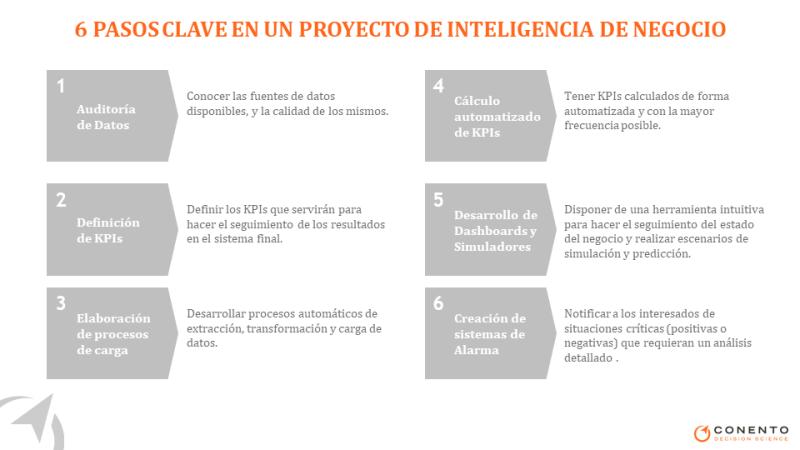 6 PASOS CLAVE EN UN PROYECTO DE INTELIGENCIA DE NEGOCIO
1
Auditoría
de Datos
Conocer las fuentes de datos
disponibles, y la calidad de los mismos.
2
Definición
de KPIs
Definir los KPIs que servirán para
hacer el seguimiento de los resultados
en el sistema final.
3
Elaboración
de procesos
de carga
Desarrollar procesos automáticos de
extracción, transformación y carga de
datos.
4
Cálculo
automatizado
de KPIs
Tener KPIs calculados de forma
automatizada y con la mayor
frecuencia posible.
5
Desarrollo de
Dashboards y
Simuladores
Disponer de una herramienta intuitiva
para hacer el seguimiento del estado
del negocio y realizar escenarios de
simulación y predicción.
6
Creación de
sistemas de
Alarma
Notificar a los interesados de
situaciones críticas (positivas o
negativas) que requieran un análisis
detallado .
CONENTO
DECISION SCIENCE